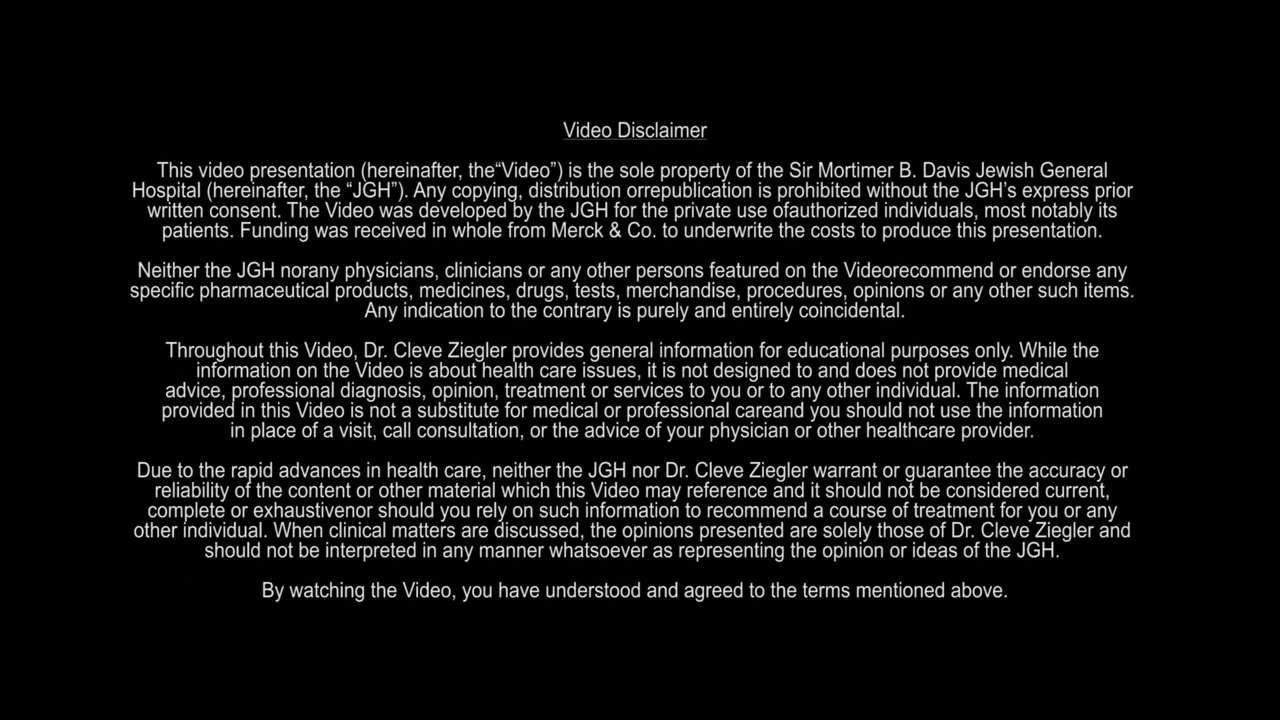 Video Disclaimer
This video presentation (hereinafter, the“Video”) is the sole property of the Sir Mortimer B. Davis Jewish General
Hospital (hereinafter, the “JGH”). Any copying, distribution orrepublication is prohibited without the JGH’s express prior
written consent. The Video was developed by the JGH for the private use ofauthorized individuals, most notably its
patients. Funding was received in whole from Merck & Co. to underwrite the costs to produce this presentation.
Neither the JGH norany physicians, clinicians or any other persons featured on the Videorecommend or endorse any
specific pharmaceutical products, medicines, drugs, tests, merchandise, procedures, opinions or any other such items.
Any indication to the contrary is purely and entirely coincidental.
Throughout this Video, Dr. Cleve Ziegler provides general information for educational purposes only. While the
information on the Video is about health care issues, it is not designed to and does not provide medical
advice, professional diagnosis, opinion, treatment or services to you or to any other individual. The information
provided in this Video is not a substitute for medical or professional careand you should not use the information
in place of a visit, call consultation, or the advice of your physician or other healthcare provider.
Due to the rapid advances in health care, neither the JGH nor Dr. Cleve Ziegler warrant or guarantee the accuracy or
reliability of the content or other material which this Video may reference and it should not be considered current,
complete or exhaustivenor should you rely on such information to recommend a course of treatment for you or any
other individual. When clinical matters are discussed, the opinions presented are solely those of Dr. Cleve Ziegler and
should not be interpreted in any manner whatsoever as representing the opinion or ideas of the JGH.
By watching the Video, you have understood and agreed to the terms mentioned above.